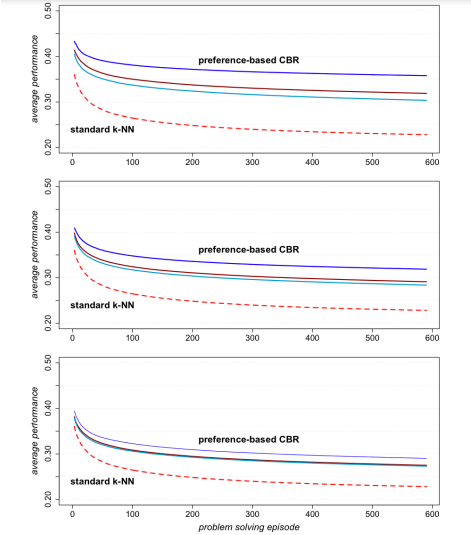 0.50
0.40
0.30
0.20
average performance
preference-based CBR
standard k-NN
0 100 200 300 400 500 600
0.50
0.40
0.30
0.20
average performance
preference-based CBR
standard k-NN
0 100 200 300 400 500 600
0.50
0.40
0.30
0.20
average performance
preference-based CBR
standard k-NN
0 100 200 300 400 500 600
problem solving episode